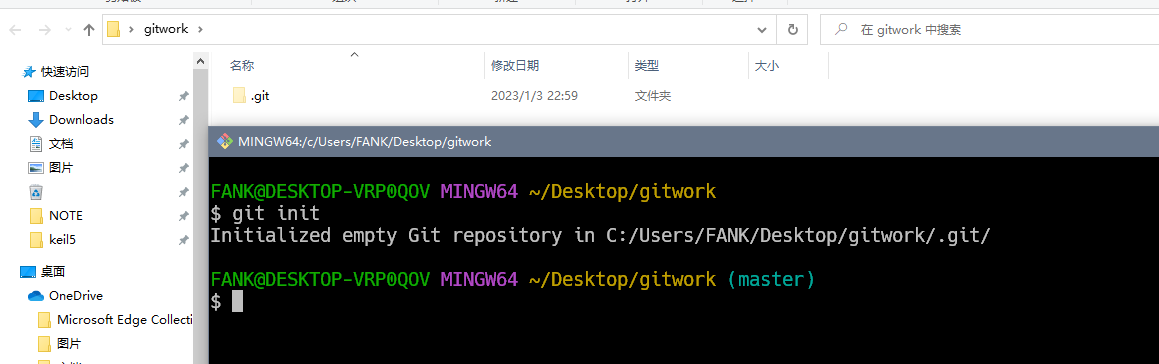 gitwork
在 gitwork 中搜索
快速访问
Desktop
Downloads
文档
图片
NOTE
keil5
桌面
OneDrive
Microsoft Edge Collecti
图片
名称 修改日期 类型 大小
.git 2023/1/3 22:59 文件夹
MINGW64:/c/Users/FANK/Desktop/gitwork
FANK@DESKTOP-VRP0QOV MINGW64 ~/Desktop/gitwork
$ git init
Initialized empty Git repository in C:/Users/FANK/Desktop/gitwork/.git/
FANK@DESKTOP-VRP0QOV MINGW64 ~/Desktop/gitwork (master)
$